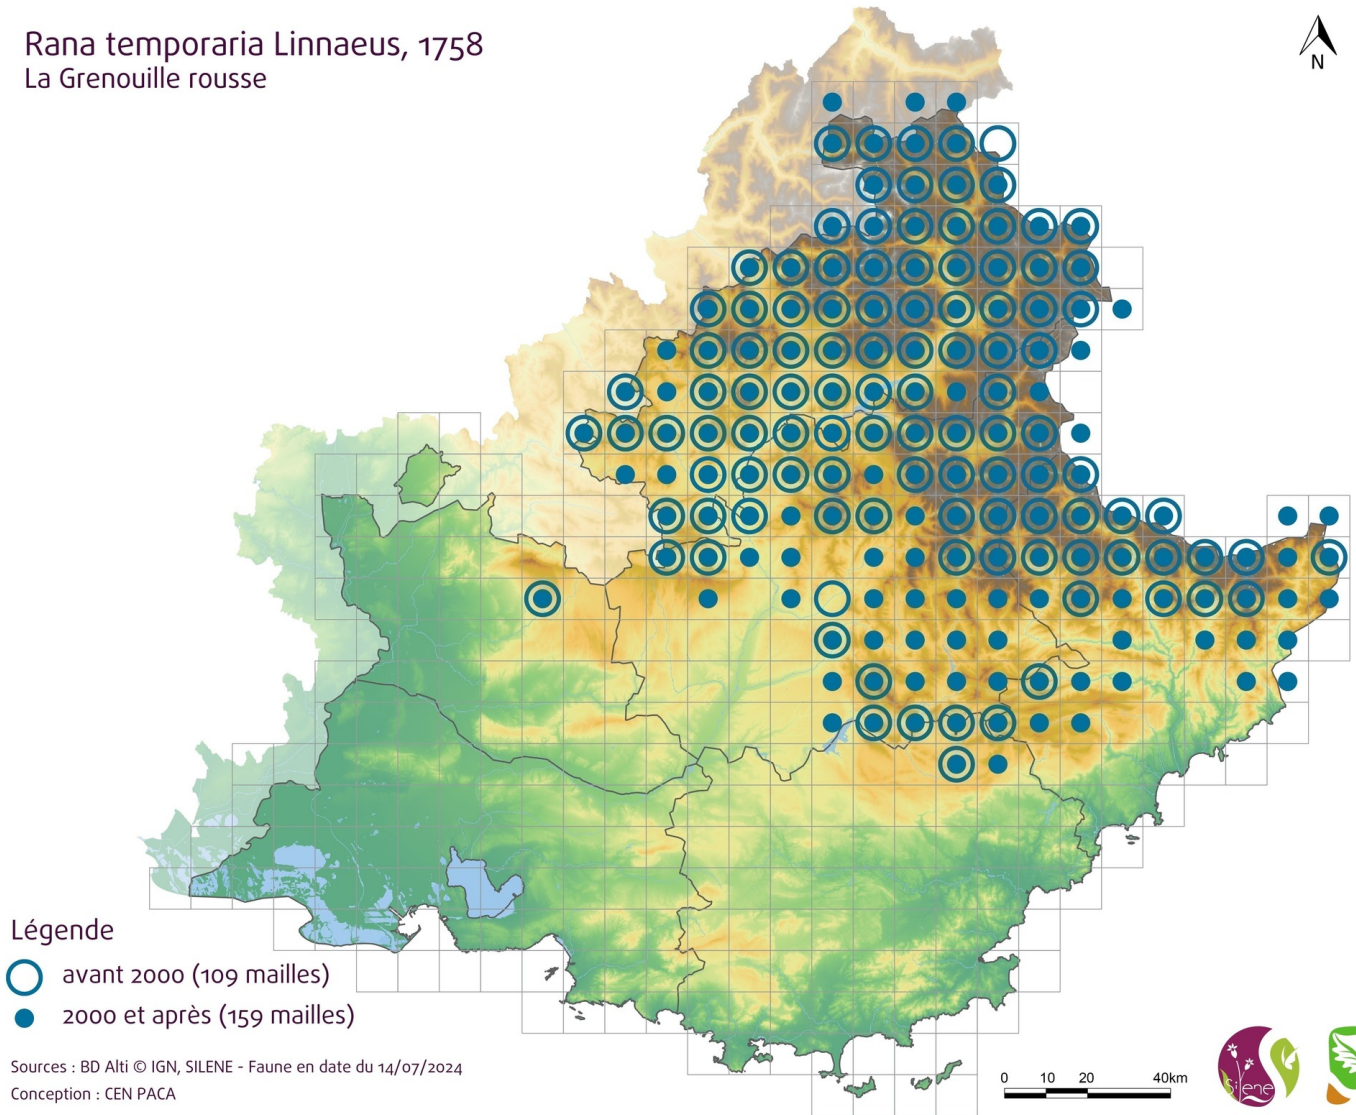 Rana temporaria Linnaeus, 1758
La Grenouille rousse
N
Légende
avant 2000 (109 mailles)
2000 et après (159 mailles)
Sources : BD Alti © IGN, SILENE - Faune en date du 14/07/2024
Conception : CEN PACA
0 10 20 40km
Silene